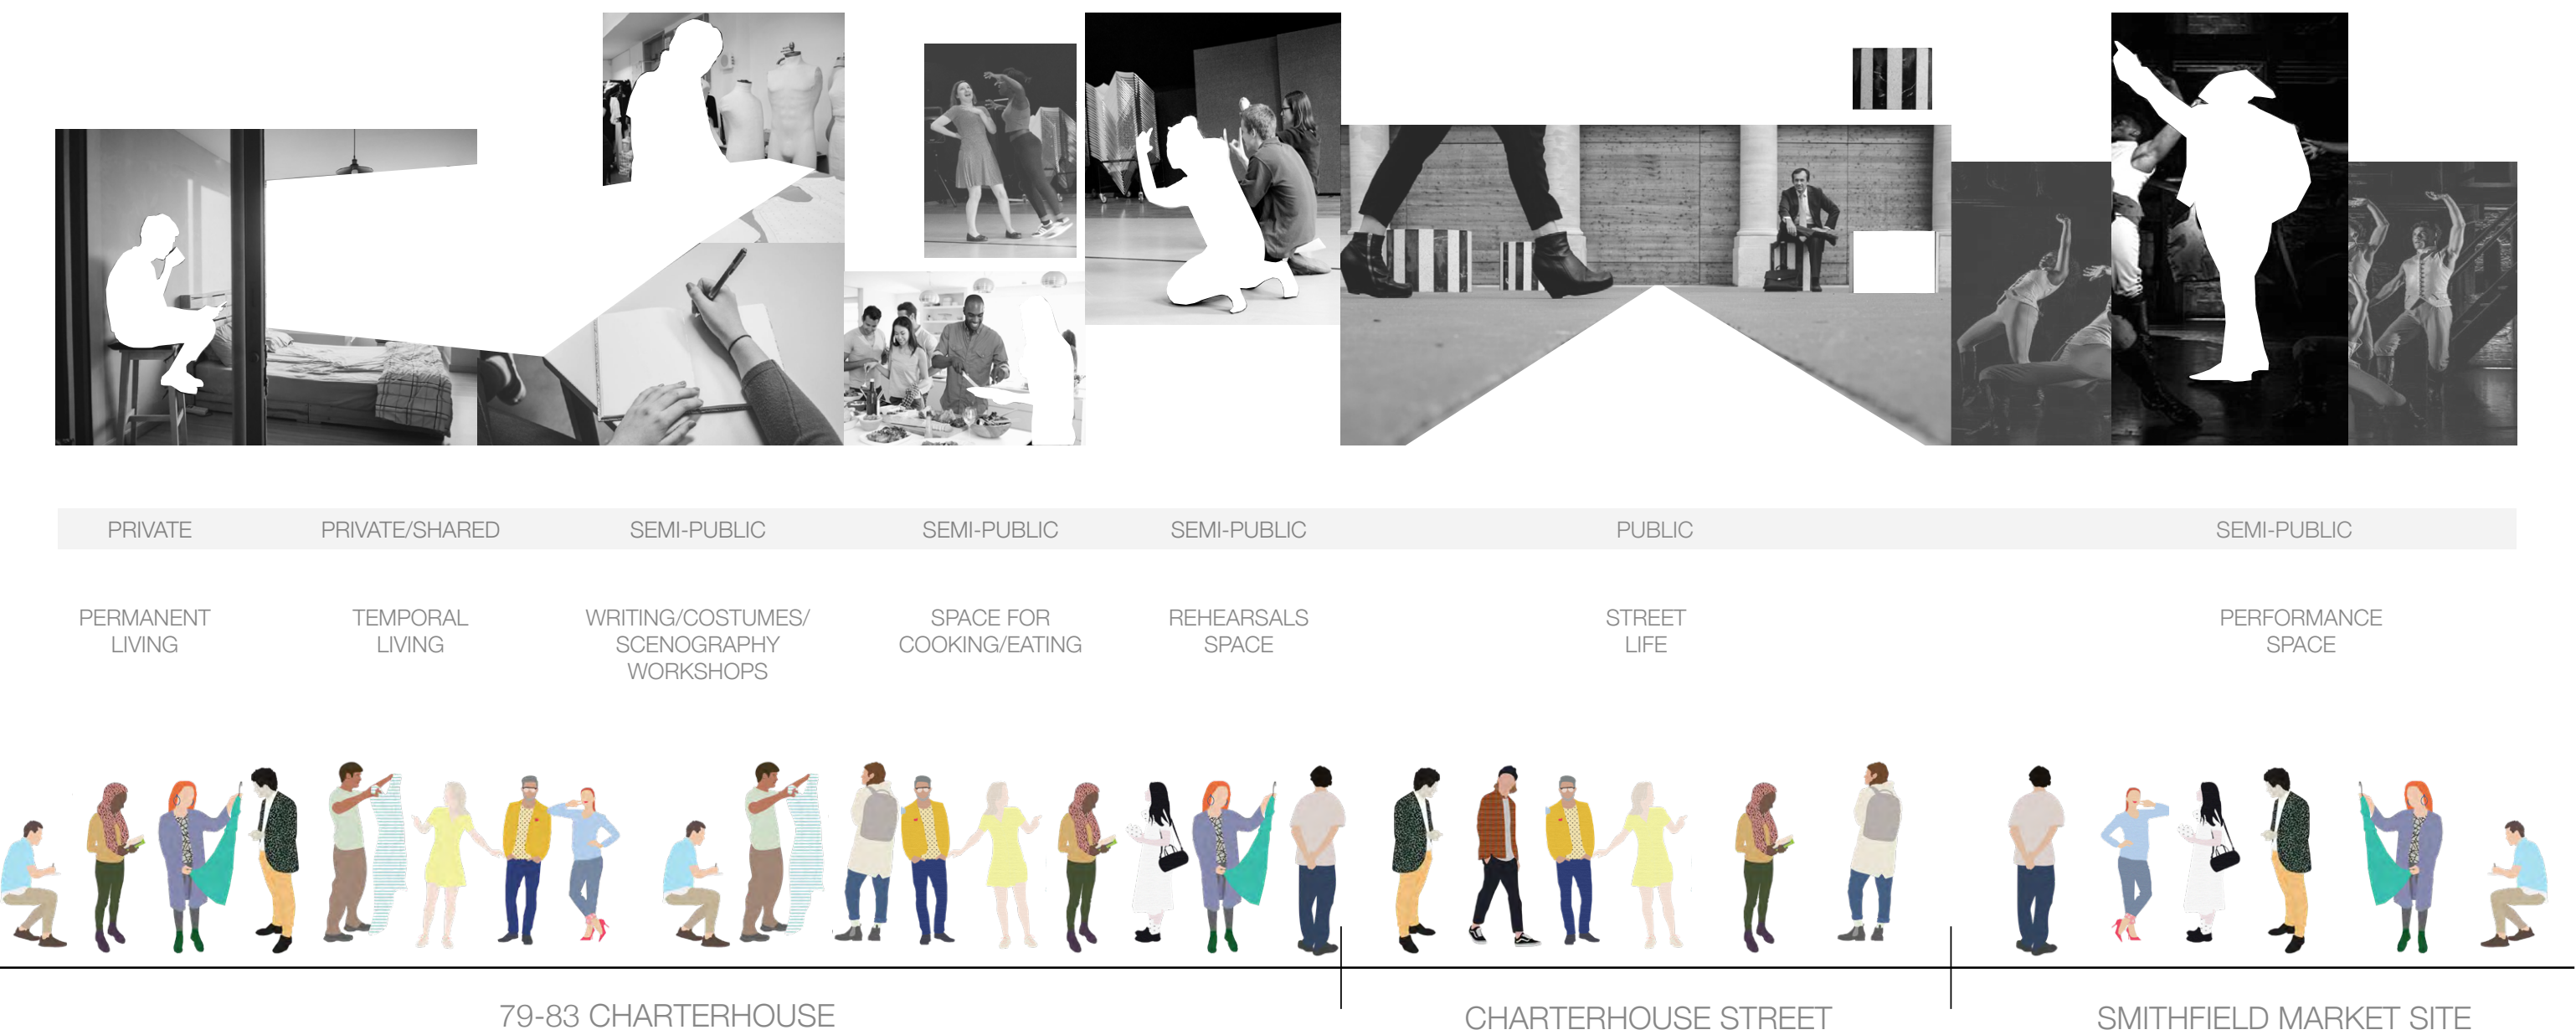 PRIVATE
PRIVATE/SHARED
SEMI-PUBLIC
SEMI-PUBLIC
SEMI-PUBLIC
PUBLIC
SEMI-PUBLIC
PERMANENT
LIVING
TEMPORAL
LIVING
WRITING/COSTUMES/
SCENOGRAPHY
WORKSHOPS
SPACE FOR
COOKING/EATING
REHEARSALS
SPACE
STREET
LIFE
PERFORMANCE
SPACE
79-83 CHARTERHOUSE
CHARTERHOUSE STREET
SMITHFIELD MARKET SITE